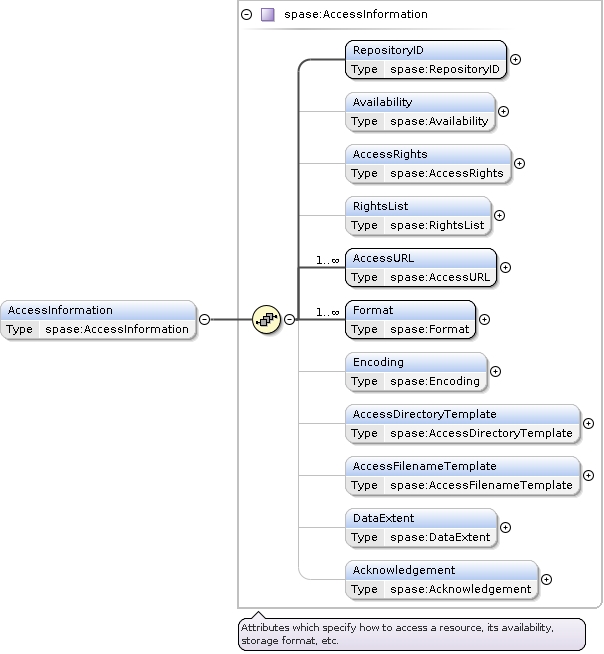 spase:AccessInformation
RepositoryID
Type spase:RepositoryID
Availability
Type spase:Availability
AccessRights
Type spase:AccessRights
RightsList
Type spase:RightsList
1..∞
AccessURL
Type spase:AccessURL
AccessInformation
Type spase:AccessInformation
1..∞
Format
Type spase:Format
Encoding
Type spase:Encoding
AccessDirectoryTemplate
Type spase:AccessDirectoryTemplate
AccessFilenameTemplate
Type spase:AccessFilenameTemplate
DataExtent
Type spase:DataExtent
Acknowledgement
Type spase:Acknowledgement
Attributes which specify how to access a resource, its availability,
storage format, etc.